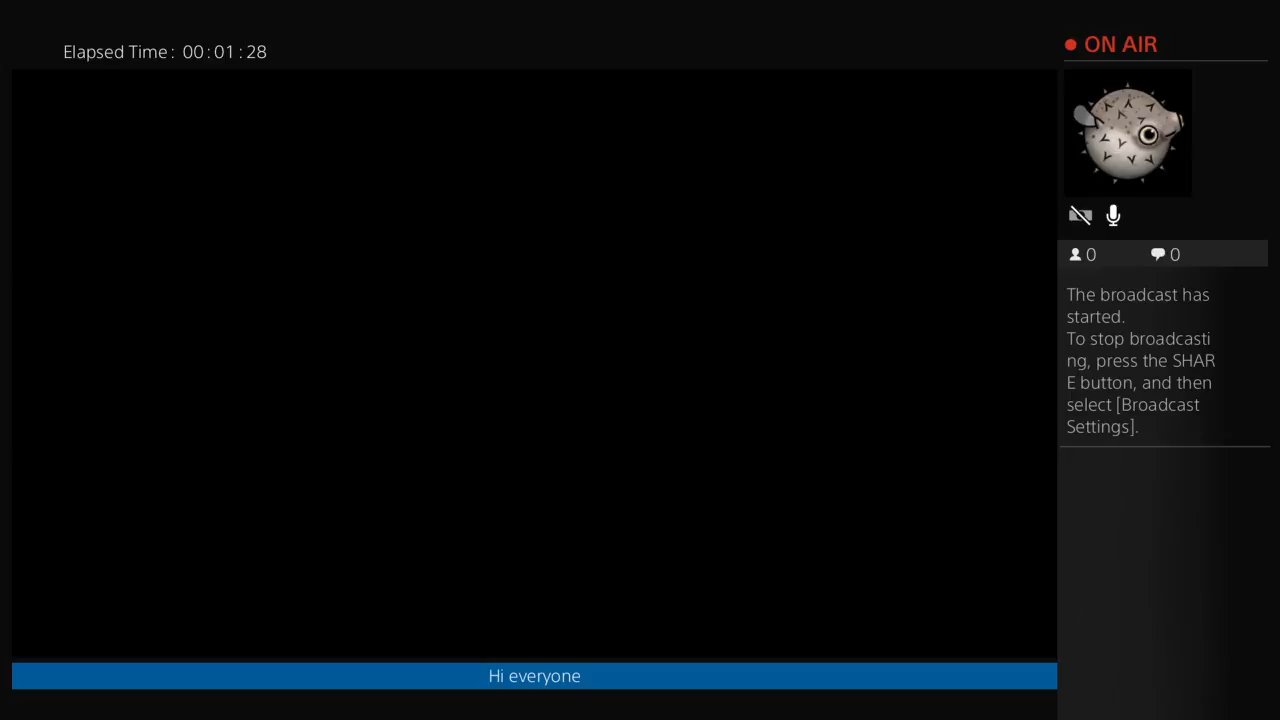 Elapsed Time: 00:01:28
ON AIR
0
0
The broadcast has
started.
To stop broadcasti
ng, press the SHAR
E button, and then
select [Broadcast
Settings].
Hi everyone